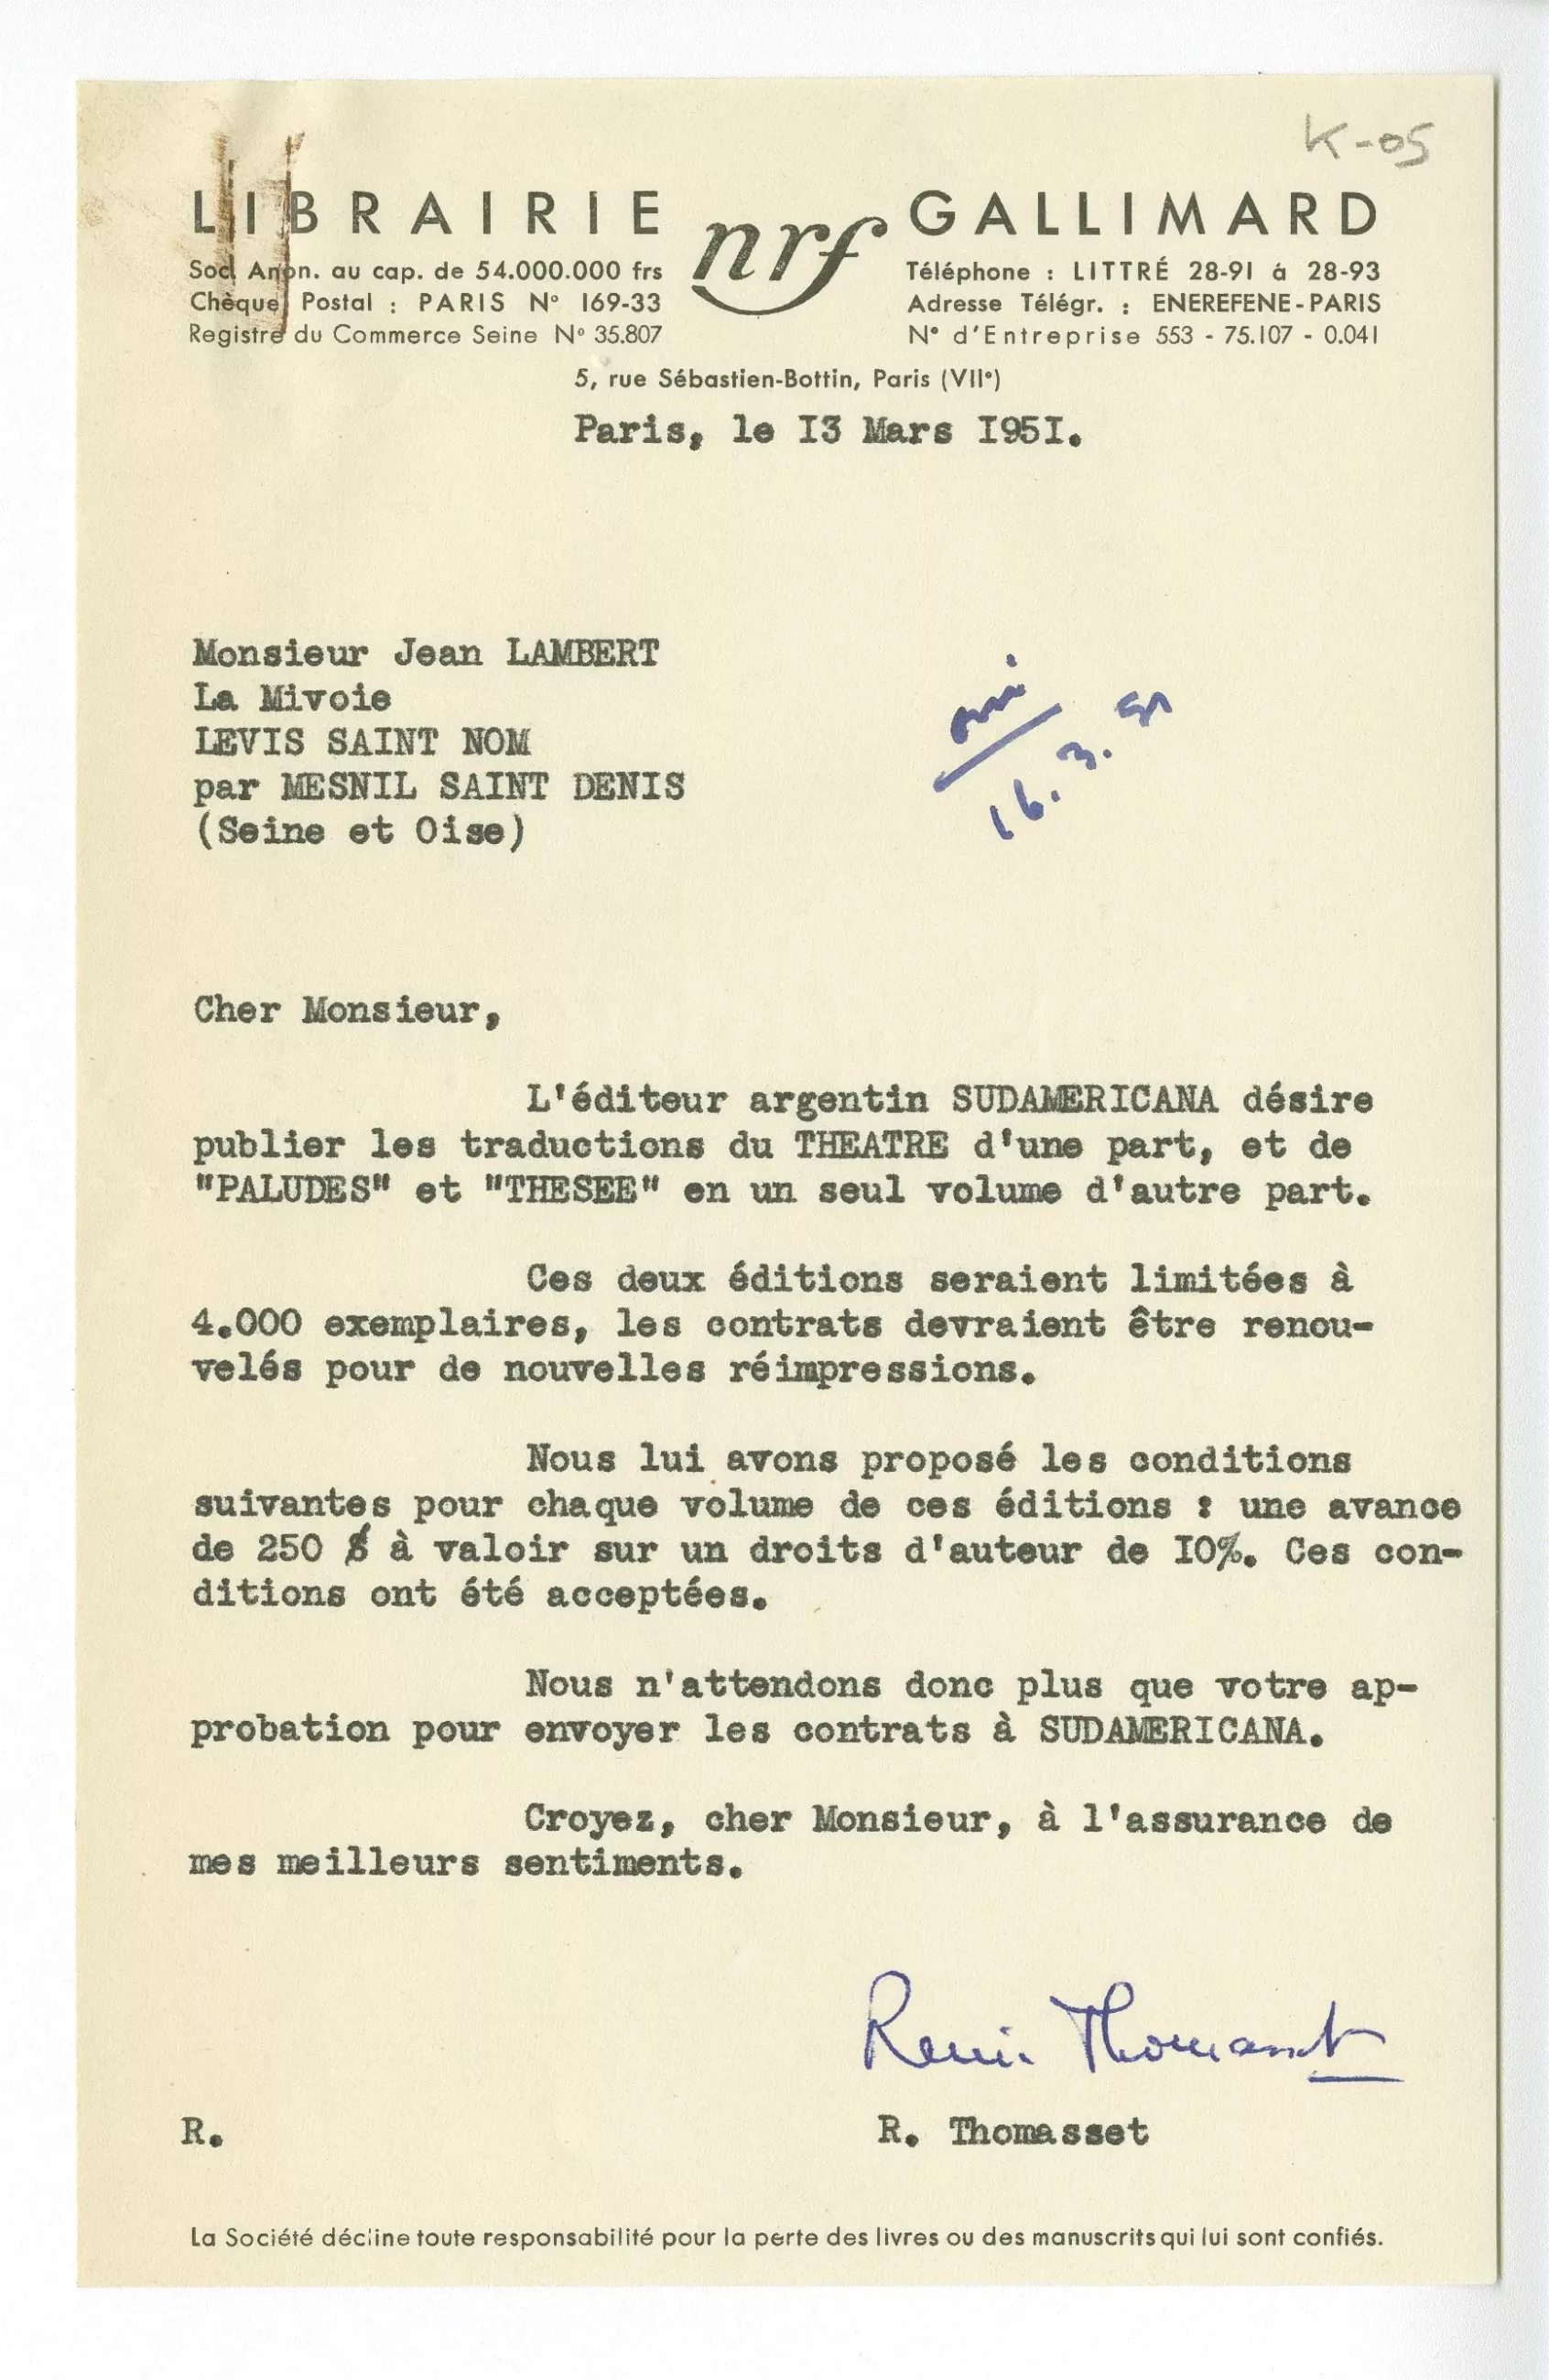 K-05
LIBRAIRIE nrf GALLIMARD
Soc. Anon. au cap. de 54.000.000 frs
Chèque Postal : PARIS N° 169-33
Registre du Commerce Seine N° 35.807
Téléphone : LITTRÉ 28-91 à 28-93
Adresse Télégr. : ENEREFENE-PARIS
N° d'Entreprise 553 - 75.107 - 0.041
5, rue Sébastien-Bottin, Paris (VII°)
Paris, le I3 Mars I95I.
Monsieur Jean LAMBERT
La Mivoie
LEVIS SAINT NOM
par MESNIL SAINT DENIS
(Seine et Oise)
oui
16.3.51
Cher Monsieur,
L'éditeur argentin SUDAMERICANA désire
publier les traductions du THEATRE d'une part, et de
"PALUDES" et "THESEE" en un seul volume d'autre part.
Ces deux éditions seraient limitées à
4.000 exemplaires, les contrats devraient être renou-
velés pour de nouvelles réimpressions.
Nous lui avons proposé les conditions
suivantes pour chaque volume de ces éditions : une avance
de 250 $ à valoir sur un droits d'auteur de I0%. Ces con-
ditions ont été acceptées.
Nous n'attendons donc plus que votre ap-
probation pour envoyer les contrats à SUDAMERICANA.
Croyez, cher Monsieur, à l'assurance de
mes meilleurs sentiments.
Remi Thomasset
R.
R. Thomasset
La Société décline toute responsabilité pour la perte des livres ou des manuscrits qui lui sont confiés.